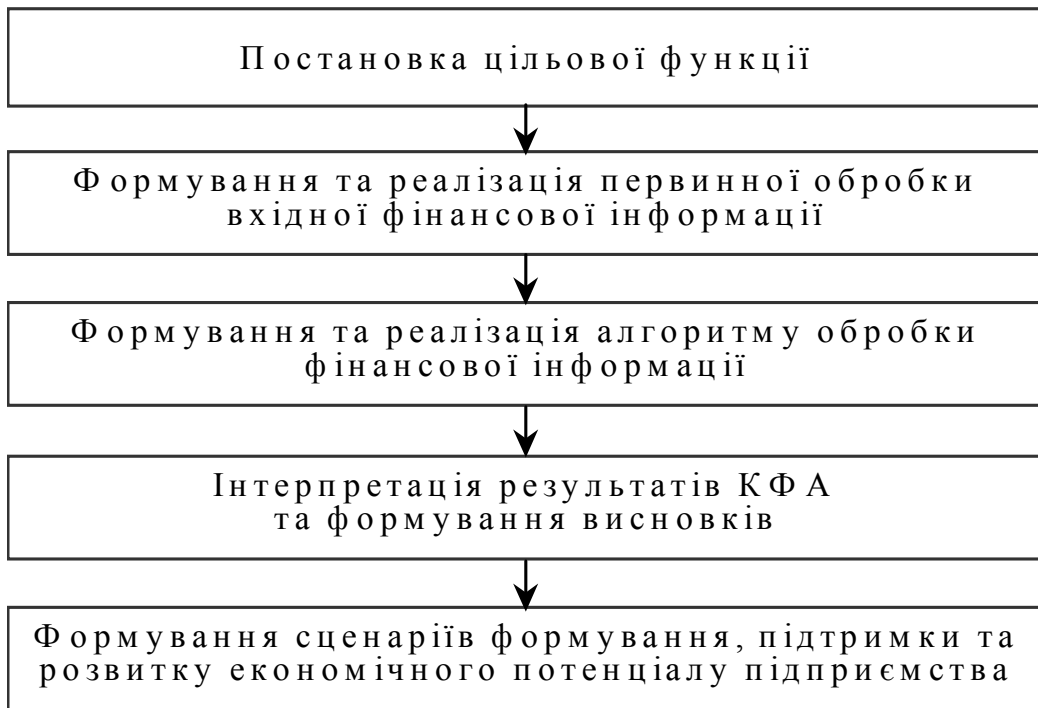 Постановка цільової функції
Формування та реалізація первинної обробки
вхідної фінансової інформації
Формування та реалізація алгоритму обробки
фінансової інформації
Інтерпретація результатів КФА
та формування висновків
Формування сценаріїв формування, підтримки та
розвитку економічного потенціалу підприємства